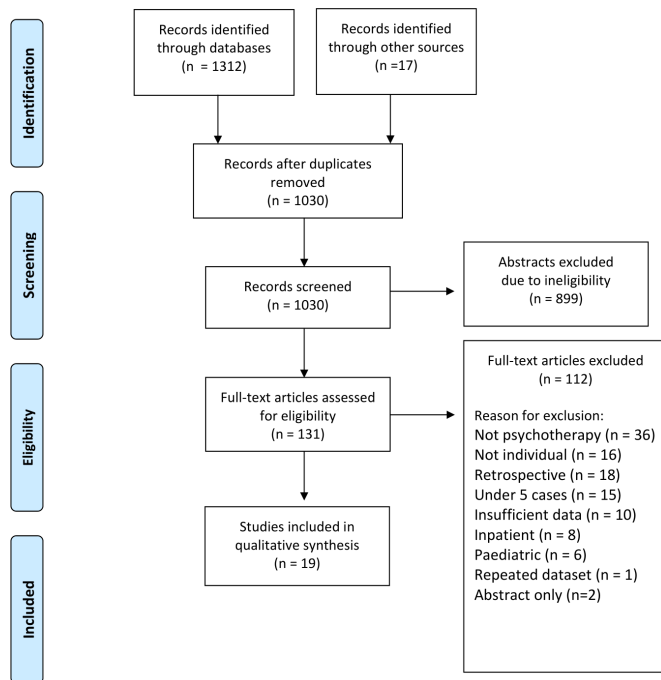 Identification
Records identified
through databases
(n = 1312)
Records identified
through other sources
(n =17)
Records after duplicates
removed
(n = 1030)
Screening
Records screened
(n = 1030)
Abstracts excluded
due to ineligibility
(n = 899)
Eligibility
Full-text articles assessed
for eligibility
(n = 131)
Full-text articles excluded
(n = 112)
Reason for exclusion:
Not psychotherapy (n = 36)
Not individual (n = 16)
Retrospective (n = 18)
Under 5 cases (n = 15)
Insufficient data (n = 10)
Inpatient (n = 8)
Paediatric (n = 6)
Repeated dataset (n = 1)
Abstract only (n=2)
Included
Studies included in
qualitative synthesis
(n = 19)